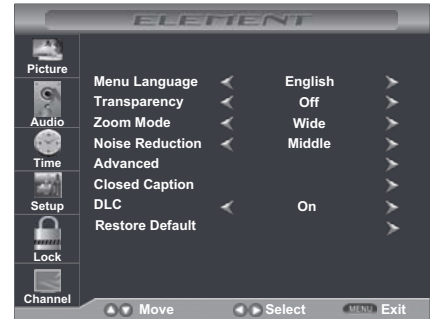 ELEMENT
Picture
Audio
Time
Setup
Lock
Channel
Menu Language English
Transparency Off
Zoom Mode Wide
Noise Reduction Middle
Advanced
Closed Caption
DLC On
Restore Default
Move Select MENU Exit